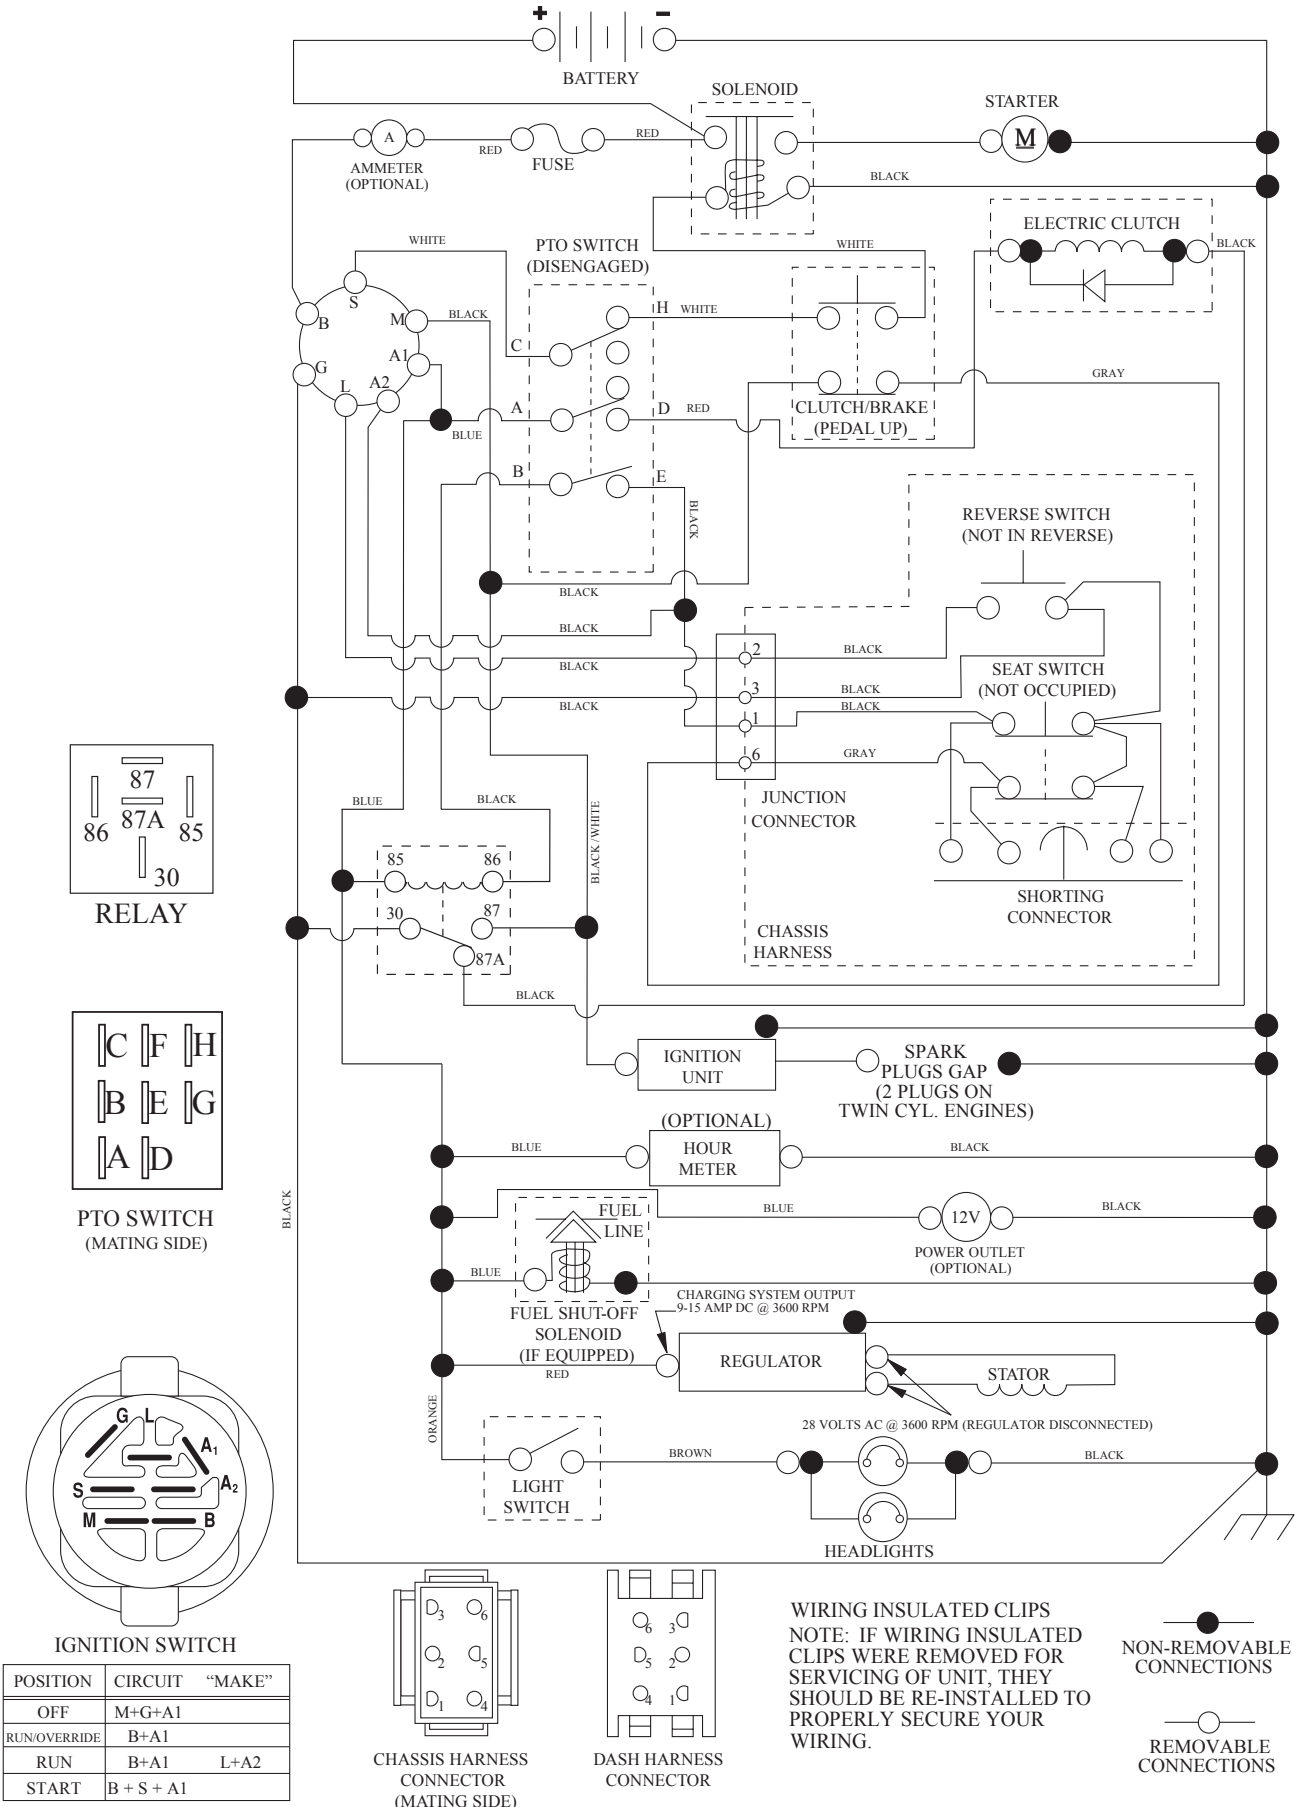 + −
BATTERY
SOLENOID
STARTER
A
RED
FUSE
RED
M
AMMETER
(OPTIONAL)
BLACK
ELECTRIC CLUTCH
BLACK
WHITE
PTO SWITCH
(DISENGAGED)
WHITE
S
B
M
BLACK
H
WHITE
C
A1
G
A2
L
GRAY
A
D
RED
CLUTCH/BRAKE
(PEDAL UP)
BLUE
B
E
BLACK
REVERSE SWITCH
(NOT IN REVERSE)
BLACK
BLACK
2
BLACK
BLACK
SEAT SWITCH
(NOT OCCUPIED)
3
BLACK
BLACK
1
BLACK
6
GRAY
JUNCTION
CONNECTOR
87
87A
86
85
30
RELAY
BLUE
BLACK
BLACK /WHITE
85
86
30
87
87A
SHORTING
CONNECTOR
CHASSIS
HARNESS
BLACK
C F H
B E G
A D
PTO SWITCH
(MATING SIDE)
IGNITION
UNIT
SPARK
PLUGS GAP
(2 PLUGS ON
TWIN CYL. ENGINES)
(OPTIONAL)
BLUE
HOUR
METER
BLACK
BLACK
FUEL
LINE
BLUE
12V
BLACK
POWER OUTLET
(OPTIONAL)
BLUE
FUEL SHUT-OFF
SOLENOID
(IF EQUIPPED)
CHARGING SYSTEM OUTPUT
9-15 AMP DC @ 3600 RPM
RED
REGULATOR
STATOR
28 VOLTS AC @ 3600 RPM (REGULATOR DISCONNECTED)
ORANGE
BROWN
BLACK
LIGHT
SWITCH
HEADLIGHTS
G L
A1
S
A2
M
B
IGNITION SWITCH
POSITION CIRCUIT “MAKE”
OFF M+G+A1
RUN/OVERRIDE B+A1
RUN B+A1 L+A2
START B + S + A1
3 6
2 5
1 4
CHASSIS HARNESS
CONNECTOR
(MATING SIDE)
6 3
5 2
4 1
DASH HARNESS
CONNECTOR
WIRING INSULATED CLIPS
NOTE: IF WIRING INSULATED
CLIPS WERE REMOVED FOR
SERVICING OF UNIT, THEY
SHOULD BE RE-INSTALLED TO
PROPERLY SECURE YOUR
WIRING.
NON-REMOVABLE
CONNECTIONS
REMOVABLE
CONNECTIONS